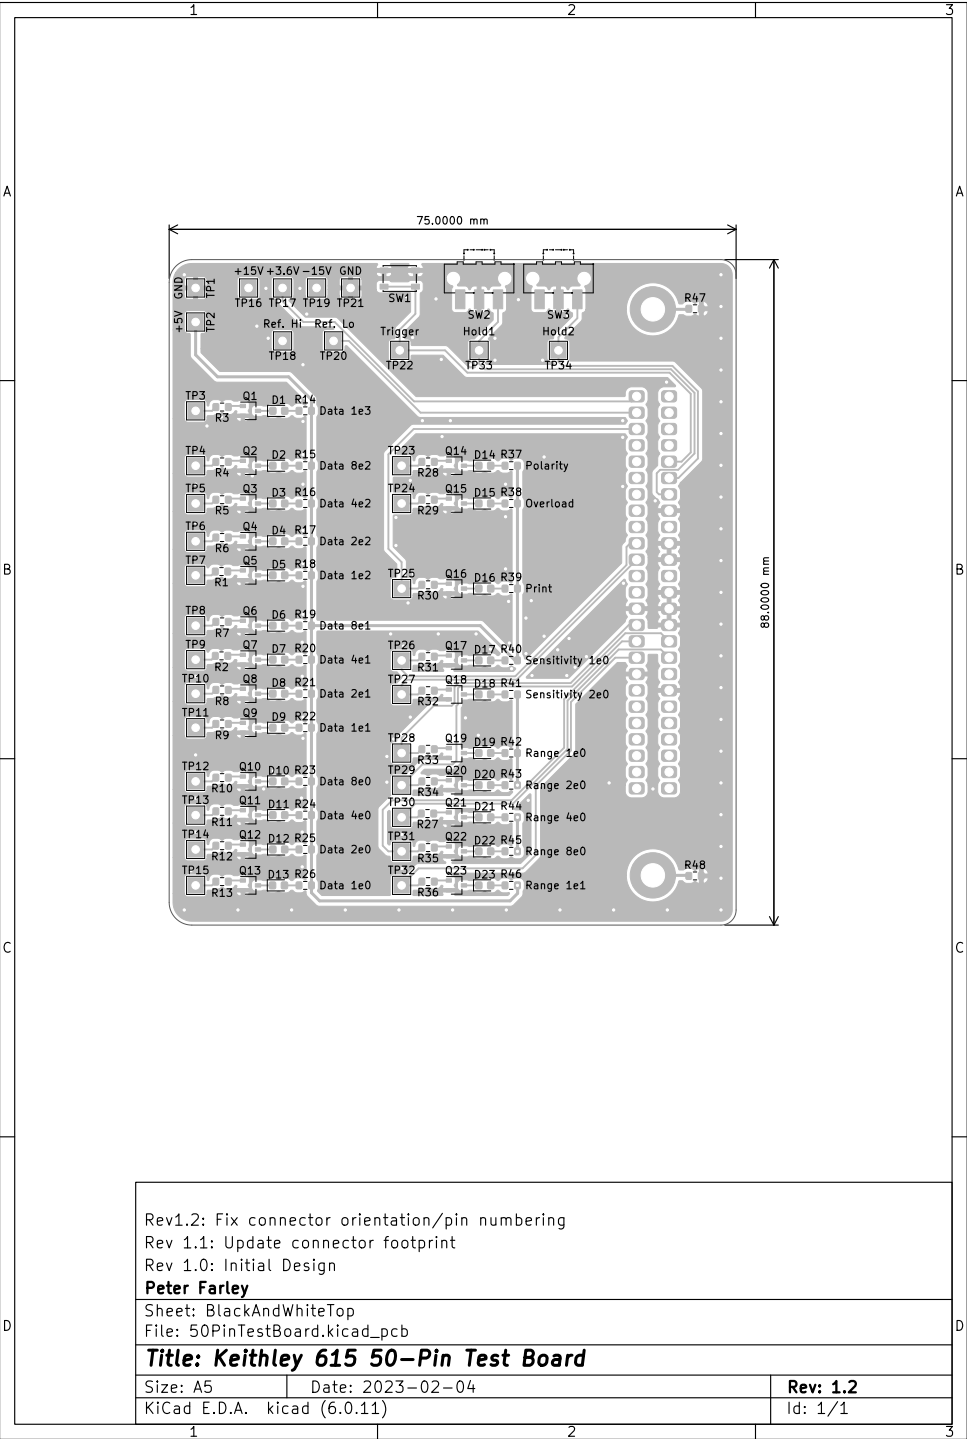 1 2 3
75.0000 mm
+15V +3.6V -15V GND
GND TP1
TP16 TP17 TP19 TP21
SW1
SW2 SW3
R47
+5V TP2
Ref. Hi Ref. Lo
Trigger Hold1 Hold2
TP18 TP20
TP22 TP33 TP34
A A
TP3 R3 Q1 D1 R14 Data 1e3
TP4 R4 Q2 D2 R15 Data 8e2
TP23 R28 Q14 D14 R37 Polarity
TP5 R5 Q3 D3 R16 Data 4e2
TP24 R29 Q15 D15 R38 Overload
TP6 R6 Q4 D4 R17 Data 2e2
TP7 R1 Q5 D5 R18 Data 1e2
TP25 R30 Q16 D16 R39 Print
B B
88.0000 mm
TP8 R7 Q6 D6 R19 Data 8e1
TP9 R2 Q7 D7 R20 Data 4e1
TP26 R31 Q17 D17 R40 Sensitivity 1e0
TP10 R8 Q8 D8 R21 Data 2e1
TP27 R32 Q18 D18 R41 Sensitivity 2e0
TP11 R9 Q9 D9 R22 Data 1e1
TP28 R33 Q19 D19 R42 Range 1e0
TP12 R10 Q10 D10 R23 Data 8e0
TP29 R34 Q20 D20 R43 Range 2e0
TP13 R11 Q11 D11 R24 Data 4e0
TP30 R27 Q21 D21 R44 Range 4e0
TP14 R12 Q12 D12 R25 Data 2e0
TP31 R35 Q22 D22 R45 Range 8e0
TP15 R13 Q13 D13 R26 Data 1e0
TP32 R36 Q23 D23 R46 Range 1e1
R48
C C
Rev1.2: Fix connector orientation/pin numbering
Rev 1.1: Update connector footprint
Rev 1.0: Initial Design
Peter Farley
Sheet: BlackAndWhiteTop
File: 50PinTestBoard.kicad_pcb
D D
Title: Keithley 615 50-Pin Test Board
Size: A5 Date: 2023-02-04 Rev: 1.2
KiCad E.D.A. kicad (6.0.11) Id: 1/1
1 2 3